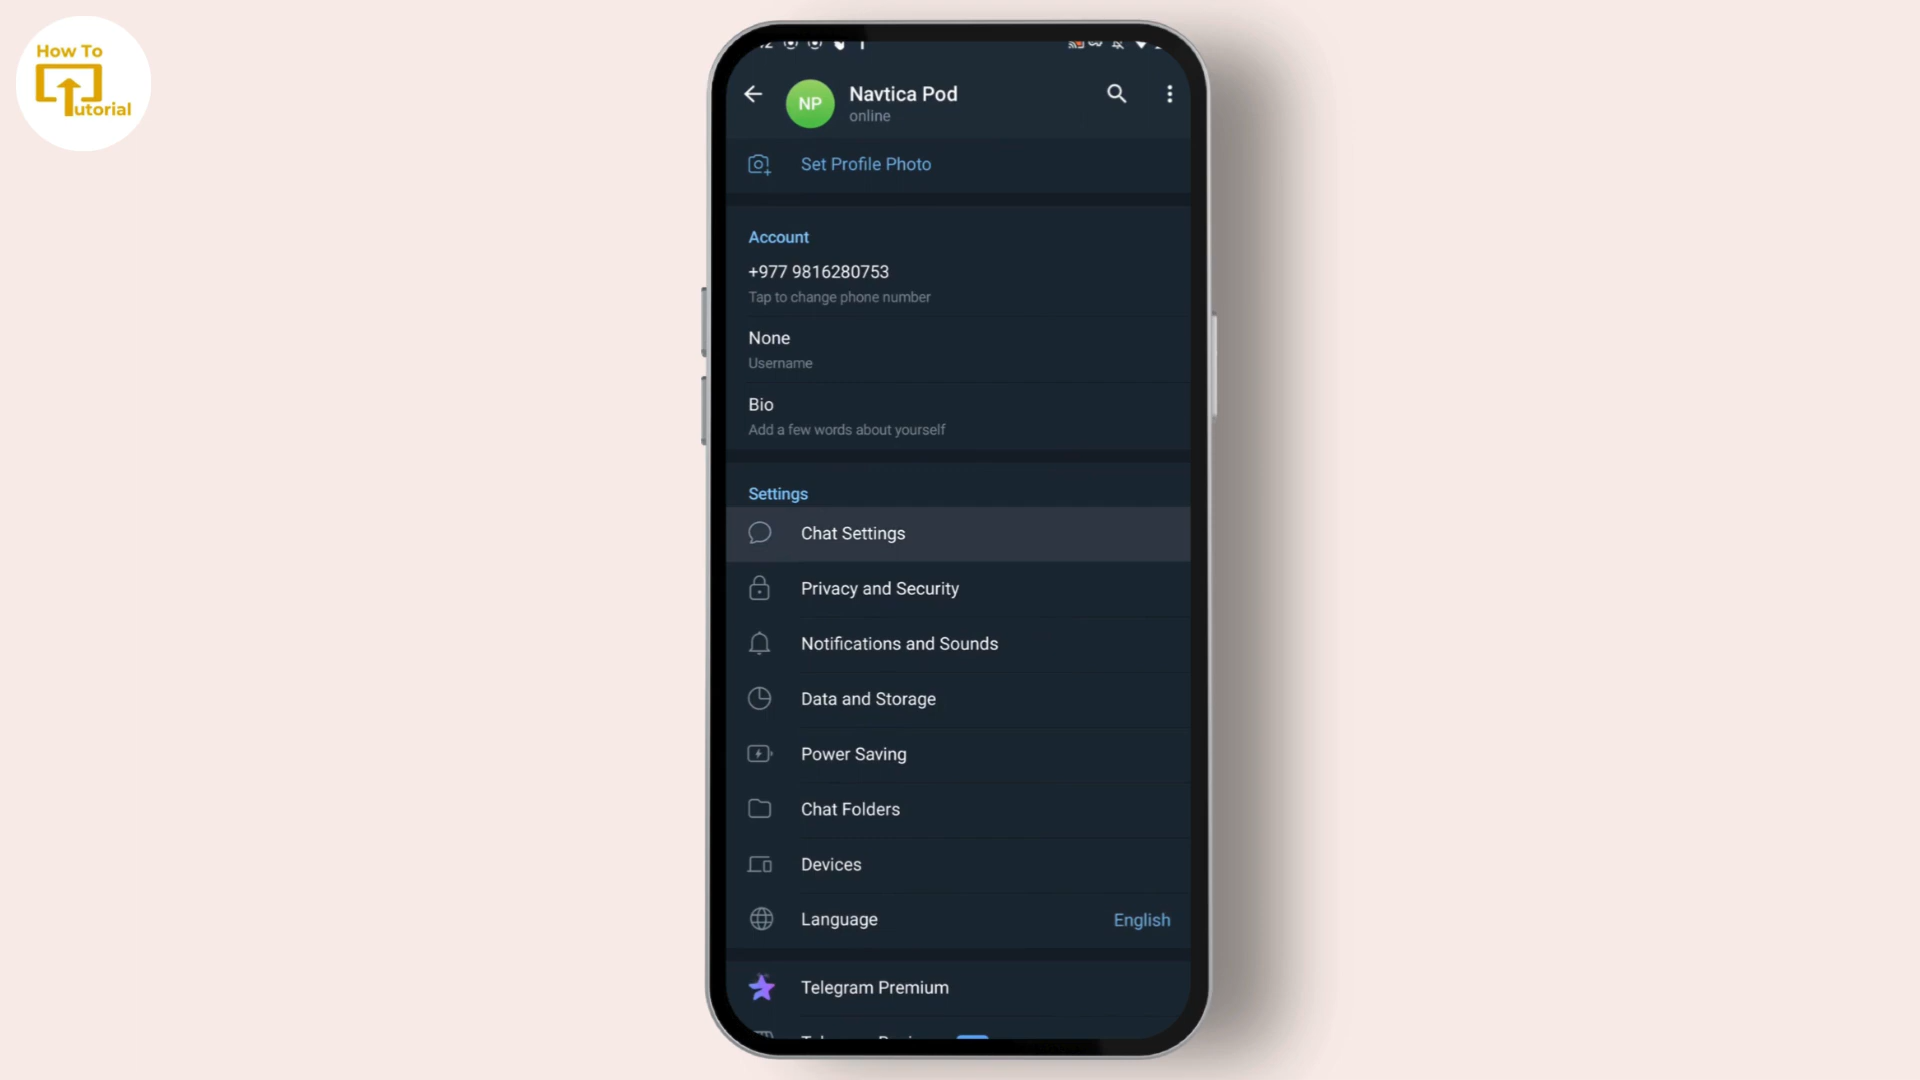 How To
utorial
NP
Navtica Pod
online
Set Profile Photo
Account
+977 9816280753
Tap to change phone number
None
Username
Bio
Add a few words about yourself
Settings
Chat Settings
Privacy and Security
Notifications and Sounds
Data and Storage
Power Saving
Chat Folders
Devices
Language
English
Telegram Premium